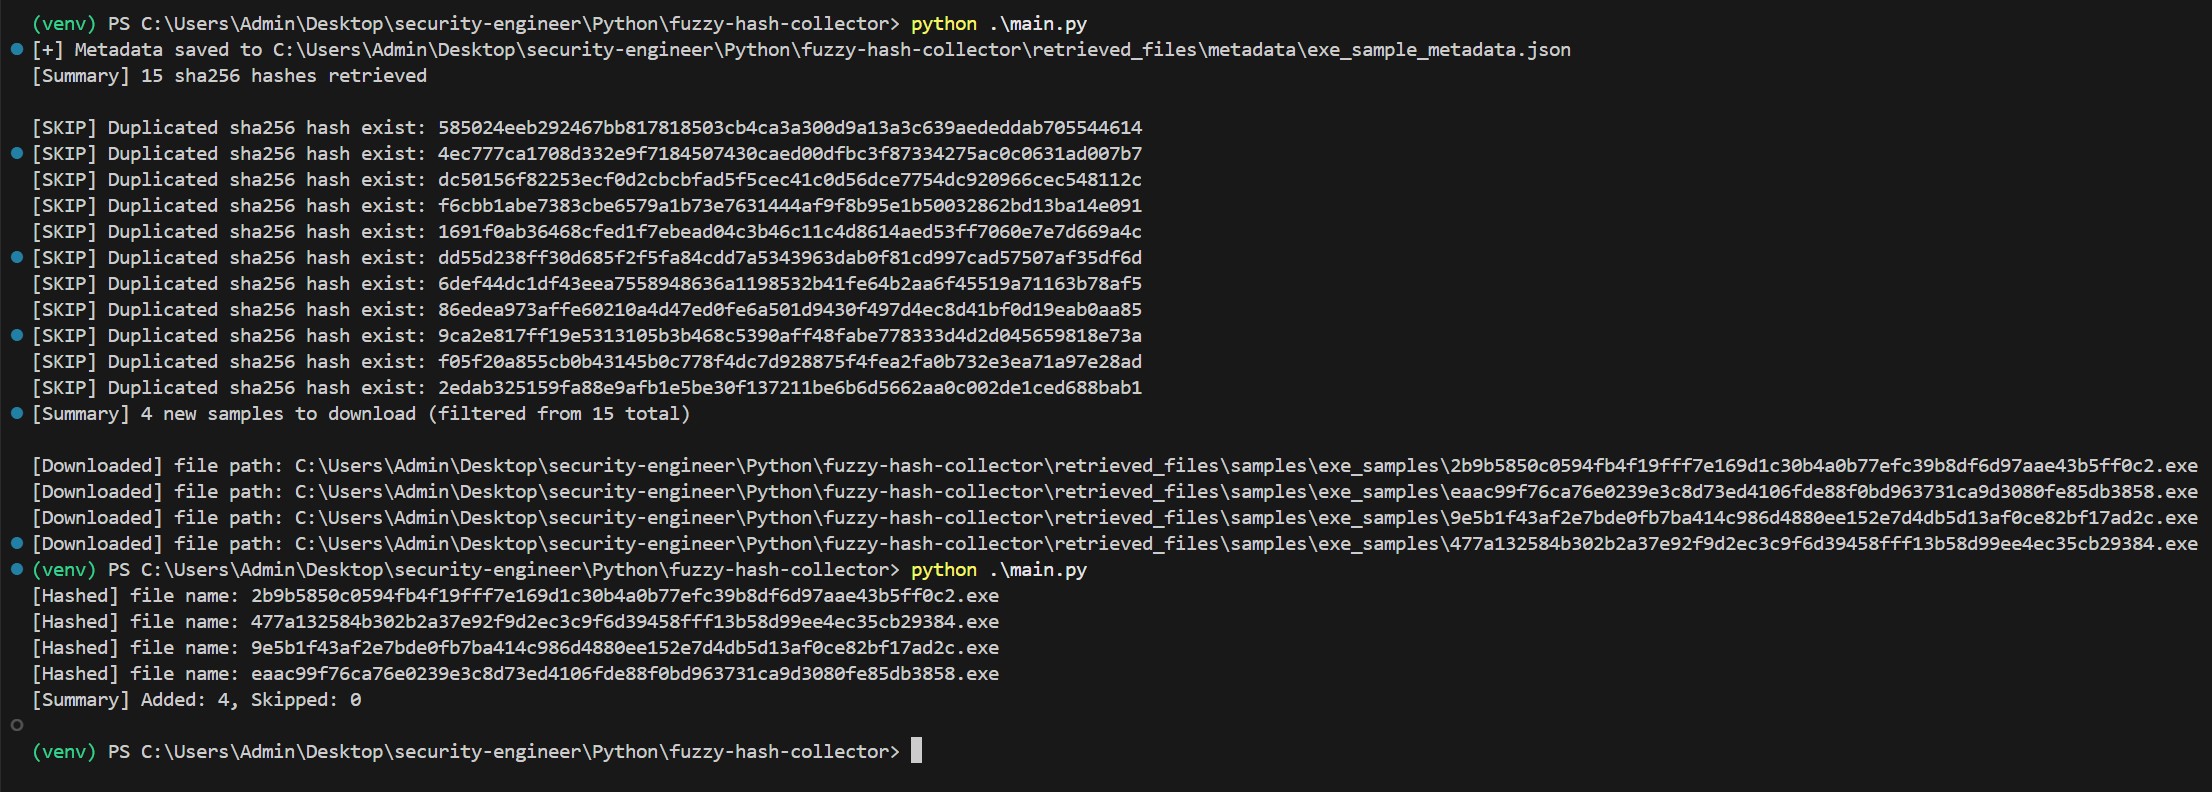 (venv) PS C:\Users\Admin\Desktop\security-engineer\Python\fuzzy-hash-collector> python .\main.py
[+] Metadata saved to C:\Users\Admin\Desktop\security-engineer\Python\fuzzy-hash-collector\retrieved_files\metadata\exe_sample_metadata.json
[Summary] 15 sha256 hashes retrieved
[SKIP] Duplicated sha256 hash exist: 585024eeb292467bb817818503cb4ca3a300d9a13a3c639aededdab705544614
[SKIP] Duplicated sha256 hash exist: 4ec777ca1708d332e9f7184507430caed00dfbc3f87334275ac0c0631ad007b7
[SKIP] Duplicated sha256 hash exist: dc50156f82253ecf0d2cbcbfad5f5cec41c0d56dce7754dc920966cec548112c
[SKIP] Duplicated sha256 hash exist: f6cbb1abe7383cbe6579a1b73e7631444af9f8b95e1b50032862bd13ba14e091
[SKIP] Duplicated sha256 hash exist: 1691f0ab36468cfed1f7ebead04c3b46c11c4d8614aed53ff7060e7e7d669a4c
[SKIP] Duplicated sha256 hash exist: dd55d238ff30d685f2f5fa84cdd7a5343963dab0f81cd997cad57507af35df6d
[SKIP] Duplicated sha256 hash exist: 6def44dc1df43eea7558948636a1198532b41fe64b2aa6f45519a71163b78af5
[SKIP] Duplicated sha256 hash exist: 86edea973affe60210a4d47ed0fe6a501d9430f497d4ec8d41bf0d19eab0aa85
[SKIP] Duplicated sha256 hash exist: 9ca2e817ff19e5313105b3b468c5390aff48fabe778333d4d2d045659818e73a
[SKIP] Duplicated sha256 hash exist: f05f20a855cb0b43145b0c778f4dc7d928875f4fea2fa0b732e3ea71a97e28ad
[SKIP] Duplicated sha256 hash exist: 2edab325159fa88e9afb1e5be30f137211be6b6d5662aa0c002de1ced688bab1
[Summary] 4 new samples to download (filtered from 15 total)
[Downloaded] file path: C:\Users\Admin\Desktop\security-engineer\Python\fuzzy-hash-collector\retrieved_files\samples\exe_samples\2b9b5850c0594fb4f19fff7e169d1c30b4a0b77efc39b8df6d97aae43b5ff0c2.exe
[Downloaded] file path: C:\Users\Admin\Desktop\security-engineer\Python\fuzzy-hash-collector\retrieved_files\samples\exe_samples\eaac99f76ca76e0239e3c8d73ed4106fde88f0bd963731ca9d3080fe85db3858.exe
[Downloaded] file path: C:\Users\Admin\Desktop\security-engineer\Python\fuzzy-hash-collector\retrieved_files\samples\exe_samples\9e5b1f43af2e7bde0fb7ba414c986d4880ee152e7d4db5d13af0ce82bf17ad2c.exe
[Downloaded] file path: C:\Users\Admin\Desktop\security-engineer\Python\fuzzy-hash-collector\retrieved_files\samples\exe_samples\477a132584b302b2a37e92f9d2ec3c9f6d39458fff13b58d99ee4ec35cb29384.exe
(venv) PS C:\Users\Admin\Desktop\security-engineer\Python\fuzzy-hash-collector> python .\main.py
[Hashed] file name: 2b9b5850c0594fb4f19fff7e169d1c30b4a0b77efc39b8df6d97aae43b5ff0c2.exe
[Hashed] file name: 477a132584b302b2a37e92f9d2ec3c9f6d39458fff13b58d99ee4ec35cb29384.exe
[Hashed] file name: 9e5b1f43af2e7bde0fb7ba414c986d4880ee152e7d4db5d13af0ce82bf17ad2c.exe
[Hashed] file name: eaac99f76ca76e0239e3c8d73ed4106fde88f0bd963731ca9d3080fe85db3858.exe
[Summary] Added: 4, Skipped: 0
(venv) PS C:\Users\Admin\Desktop\security-engineer\Python\fuzzy-hash-collector>